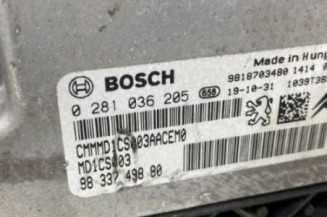 Made in Hung
BOSCH
9818703480 1414
0 281 036 205 658 19-10-31 1039T38
CMMMD1CS003AACEM0
MD1CS003
98 337 498 80